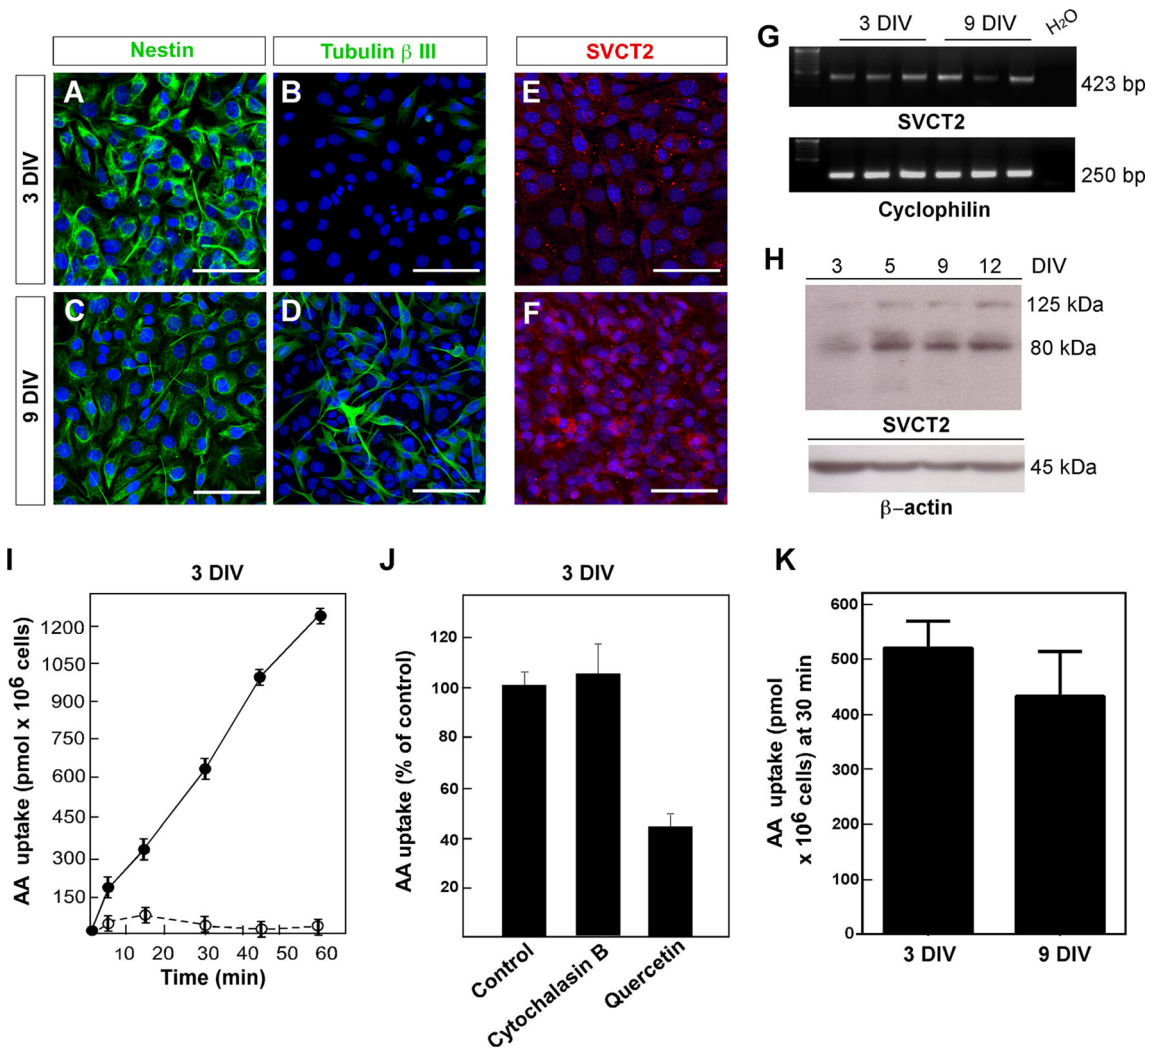 Nestin
Tubulin β III
SVCT2
3 DIV
9 DIV
A
B
C
D
E
F
G
3 DIV
9 DIV
H₂O
423 bp
SVCT2
250 bp
Cyclophilin
H
3 5 9 12 DIV
125 kDa
80 kDa
SVCT2
45 kDa
β–actin
I
3 DIV
AA uptake (pmol x 10⁶ cells)
1200
1050
900
750
600
450
300
150
10 20 30 40 50 60
Time (min)
J
3 DIV
AA uptake (% of control)
120
100
80
60
40
20
Control
Cytochalasin B
Quercetin
K
AA uptake (pmol
x 10⁶ cells) at 30 min
600
500
400
300
200
100
0
3 DIV
9 DIV